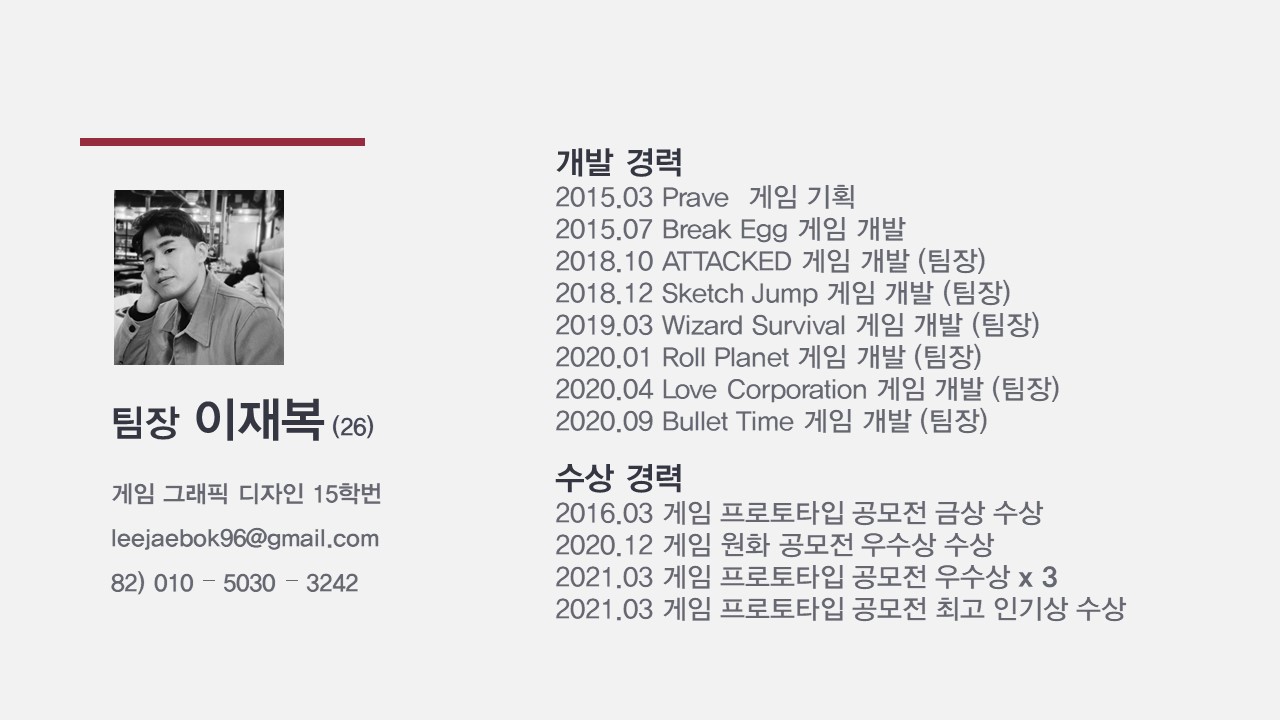 팀장 이재복 (26)
게임 그래픽 디자인 15학번
leejaebok96@gmail.com
82) 010 - 5030 - 3242
개발 경력
2015.03 Prave 게임 기획
2015.07 Break Egg 게임 개발
2018.10 ATTACKED 게임 개발 (팀장)
2018.12 Sketch Jump 게임 개발 (팀장)
2019.03 Wizard Survival 게임 개발 (팀장)
2020.01 Roll Planet 게임 개발 (팀장)
2020.04 Love Corporation 게임 개발 (팀장)
2020.09 Bullet Time 게임 개발 (팀장)
수상 경력
2016.03 게임 프로토타입 공모전 금상 수상
2020.12 게임 원화 공모전 우수상 수상
2021.03 게임 프로토타입 공모전 우수상 x 3
2021.03 게임 프로토타입 공모전 최고 인기상 수상